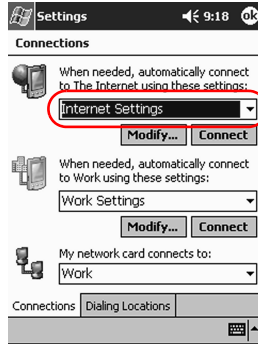 Settings 9:18 ok
Connections
When needed, automatically connect
to The Internet using these settings:
Internet Settings
Modify... Connect
When needed, automatically connect
to Work using these settings:
Work Settings
Modify... Connect
My network card connects to:
Work
Connections Dialing Locations